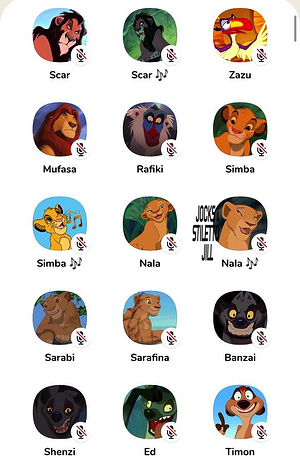 Scar
Scar 🎶
Zazu
Mufasa
Rafiki
Simba
Simba 🎶
Nala
JOCKS
STILETTO
JILL
Nala 🎶
Sarabi
Sarafina
Banzai
Shenzi
Ed
Timon